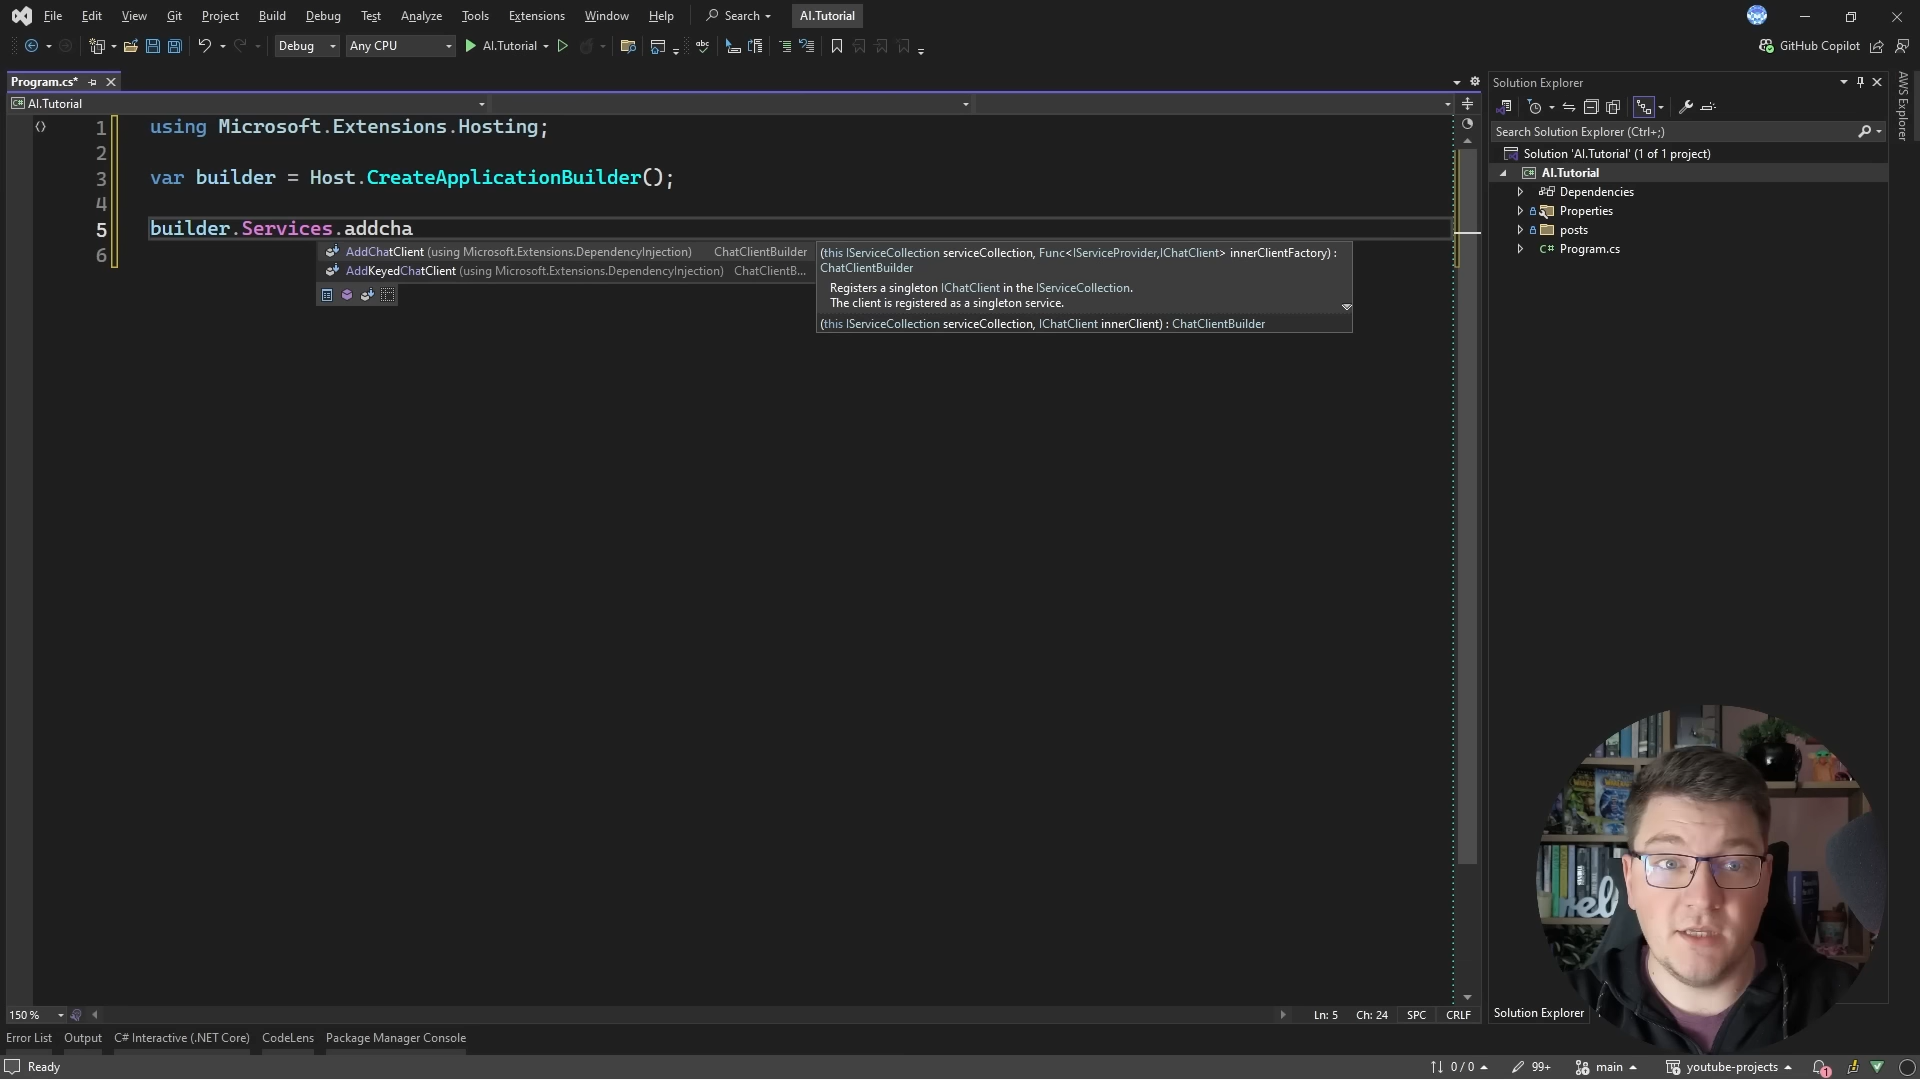 File Edit View Git Project Build Debug Test Analyze Tools Extensions Window Help Search AI.Tutorial
Debug Any CPU AI.Tutorial GitHub Copilot
Program.cs*
AI.Tutorial
1 using Microsoft.Extensions.Hosting;
2
3 var builder = Host.CreateApplicationBuilder();
4
5 builder.Services.addcha
6
AddChatClient (using Microsoft.Extensions.DependencyInjection) ChatClientBuilder
AddKeyedChatClient (using Microsoft.Extensions.DependencyInjection) ChatClientB...
(this IServiceCollection serviceCollection, Func<IServiceProvider,IChatClient> innerClientFactory) :
ChatClientBuilder
Registers a singleton IChatClient in the IServiceCollection.
The client is registered as a singleton service.
(this IServiceCollection serviceCollection, IChatClient innerClient) : ChatClientBuilder
Solution Explorer
Search Solution Explorer (Ctrl+;)
Solution 'AI.Tutorial' (1 of 1 project)
C# AI.Tutorial
Dependencies
Properties
posts
C# Program.cs
AWS Explorer
150 % Ln: 5 Ch: 24 SPC CRLF
Solution Explorer
Error List Output C# Interactive (.NET Core) CodeLens Package Manager Console
Ready 0 / 0 99+ main youtube-projects 1